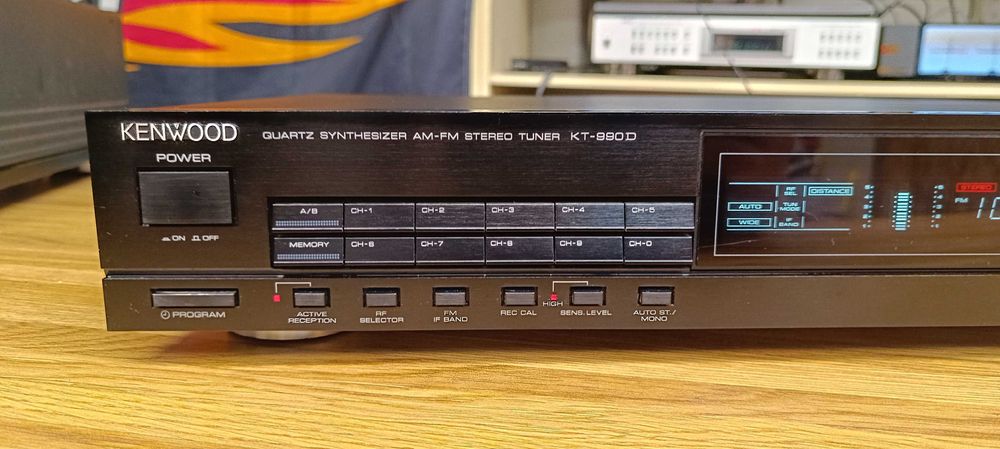 KENWOOD QUARTZ SYNTHESIZER AM-FM STEREO TUNER KT-990D
POWER
ON OFF
A/B CH-1 CH-2 CH-3 CH-4 CH-5
MEMORY CH-6 CH-7 CH-8 CH-9 CH-0
RF
SEL
DISTANCE
AUTO
TUN
MODE
WIDE
IF
BAND
STEREO
FM 10
PROGRAM
ACTIVE
RECEPTION
RF
SELECTOR
FM
IF BAND
REC CAL
HIGH
SENS. LEVEL
AUTO ST./
MONO